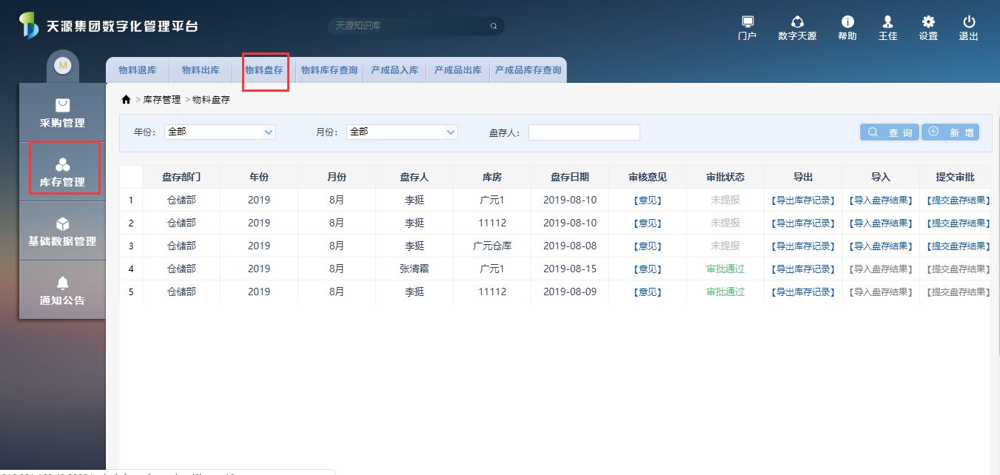 天源集团数字化管理平台
天源知识库
门户 数字天源 帮助 王佳 设置 退出
M
物料退库 物料出库 物料盘存 物料库存查询 产成品入库 产成品出库 产成品库存查询
采购管理
库存管理
基础数据管理
通知公告
> 库存管理 > 物料盘存
年份： 全部 月份： 全部 盘存人： 查 询 新 增
盘存部门 年份 月份 盘存人 库房 盘存日期 审核意见 审批状态 导出 导入 提交审批
1 仓储部 2019 8月 李挺 广元1 2019-08-10 【意见】 未提报 【导出库存记录】 【导入盘存结果】 【提交盘存结果】
2 仓储部 2019 8月 李挺 11112 2019-08-10 【意见】 未提报 【导出库存记录】 【导入盘存结果】 【提交盘存结果】
3 仓储部 2019 8月 李挺 广元仓库 2019-08-08 【意见】 未提报 【导出库存记录】 【导入盘存结果】 【提交盘存结果】
4 仓储部 2019 8月 张清霜 广元1 2019-08-15 【意见】 审批通过 【导出库存记录】 【导入盘存结果】 【提交盘存结果】
5 仓储部 2019 8月 李挺 11112 2019-08-09 【意见】 审批通过 【导出库存记录】 【导入盘存结果】 【提交盘存结果】